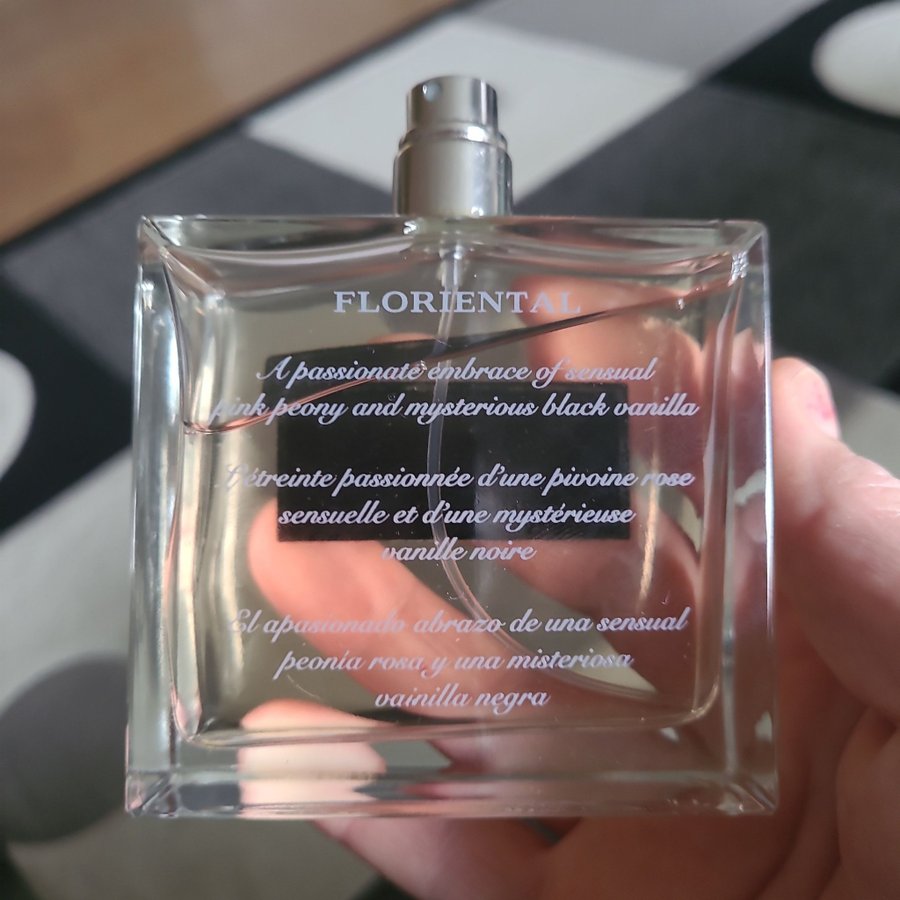 FLORIENTAL
A passionate embrace of sensual
pink peony and mysterious black vanilla
L'étreinte passionnée d'une pivoine rose
sensuelle et d'une mystérieuse
vanille noire
El apasionado abrazo de una sensual
peonía rosa y una misteriosa
vainilla negra